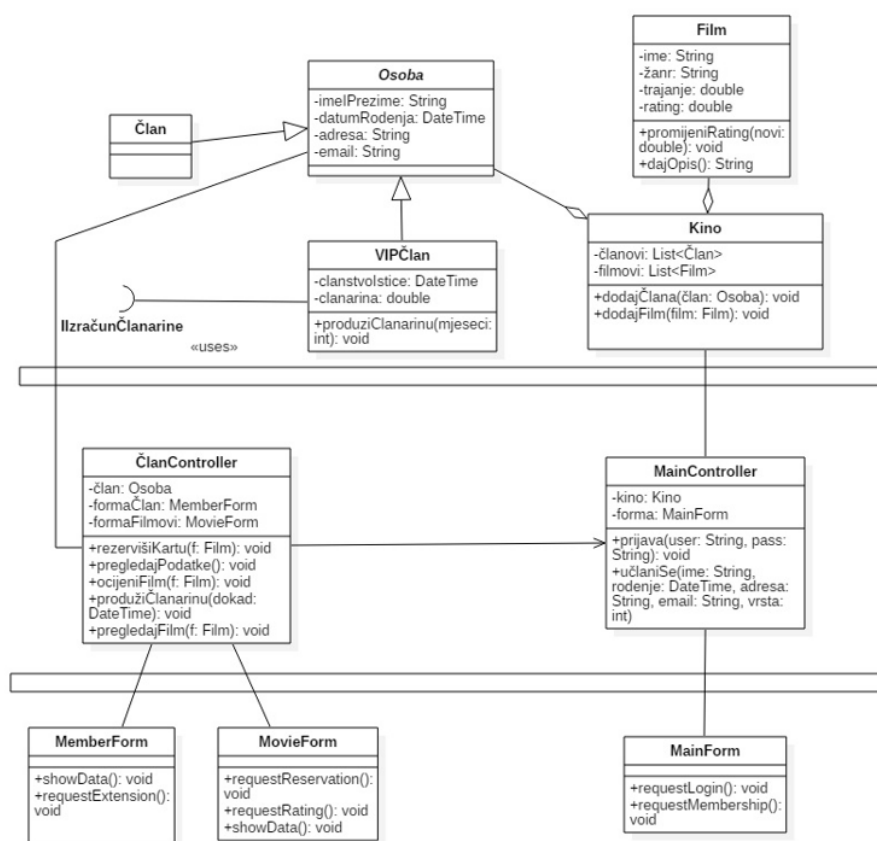 Film
-ime: String
-žanr: String
-trajanje: double
-rating: double
+promijeniRating(novi:
double): void
+dajOpis(): String
Osoba
-imeIPrezime: String
-datumRođenja: DateTime
-adresa: String
-email: String
Član
Kino
-članovi: List<Član>
-filmovi: List<Film>
+dodajČlana(član: Osoba): void
+dodajFilm(film: Film): void
VIPČlan
-clanstvoIstice: DateTime
-clanarina: double
+produziClanarinu(mjeseci:
int): void
IIzračunČlanarine
«uses»
ČlanController
-član: Osoba
-formaČlan: MemberForm
-formaFilmovi: MovieForm
+rezervišiKartu(f: Film): void
+pregledajPodatke(): void
+ocijeniFilm(f: Film): void
+produžiČlanarinu(dokad:
DateTime): void
+pregledajFilm(f: Film): void
MainController
-kino: Kino
-forma: MainForm
+prijava(user: String, pass:
String): void
+učlaniSe(ime: String,
rođenje: DateTime, adresa:
String, email: String, vrsta:
int)
MemberForm
+showData(): void
+requestExtension():
void
MovieForm
+requestReservation():
void
+requestRating(): void
+showData(): void
MainForm
+requestLogin(): void
+requestMembership():
void